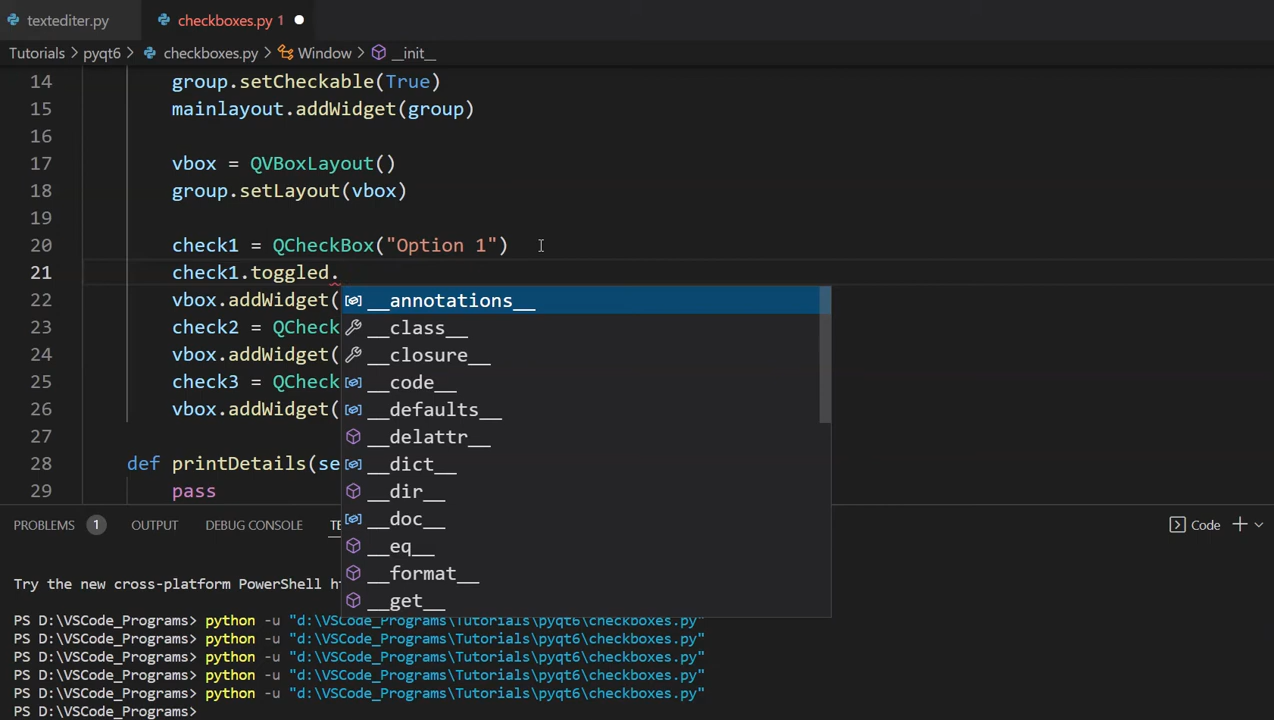 textediter.py checkboxes.py 1
Tutorials > pyqt6 > checkboxes.py > Window > __init__
14 group.setCheckable(True)
15 mainlayout.addWidget(group)
16
17 vbox = QVBoxLayout()
18 group.setLayout(vbox)
19
20 check1 = QCheckBox("Option 1")
21 check1.toggled.
22 vbox.addWidget( __annotations__
23 check2 = QCheck __class__
24 vbox.addWidget( __closure__
25 check3 = QCheck __code__
26 vbox.addWidget( __defaults__
27 __delattr__
28 def printDetails(se __dict__
29 pass __dir__
PROBLEMS 1 OUTPUT DEBUG CONSOLE TE __doc__ Code
__eq__
Try the new cross-platform PowerShell ht __format__
__get__
PS D:\VSCode_Programs> python -u "d:\VSCode_Programs\Tutorials\pyqt6\checkboxes.py"
PS D:\VSCode_Programs> python -u "d:\VSCode_Programs\Tutorials\pyqt6\checkboxes.py"
PS D:\VSCode_Programs> python -u "d:\VSCode_Programs\Tutorials\pyqt6\checkboxes.py"
PS D:\VSCode_Programs> python -u "d:\VSCode_Programs\Tutorials\pyqt6\checkboxes.py"
PS D:\VSCode_Programs> python -u "d:\VSCode_Programs\Tutorials\pyqt6\checkboxes.py"
PS D:\VSCode_Programs>